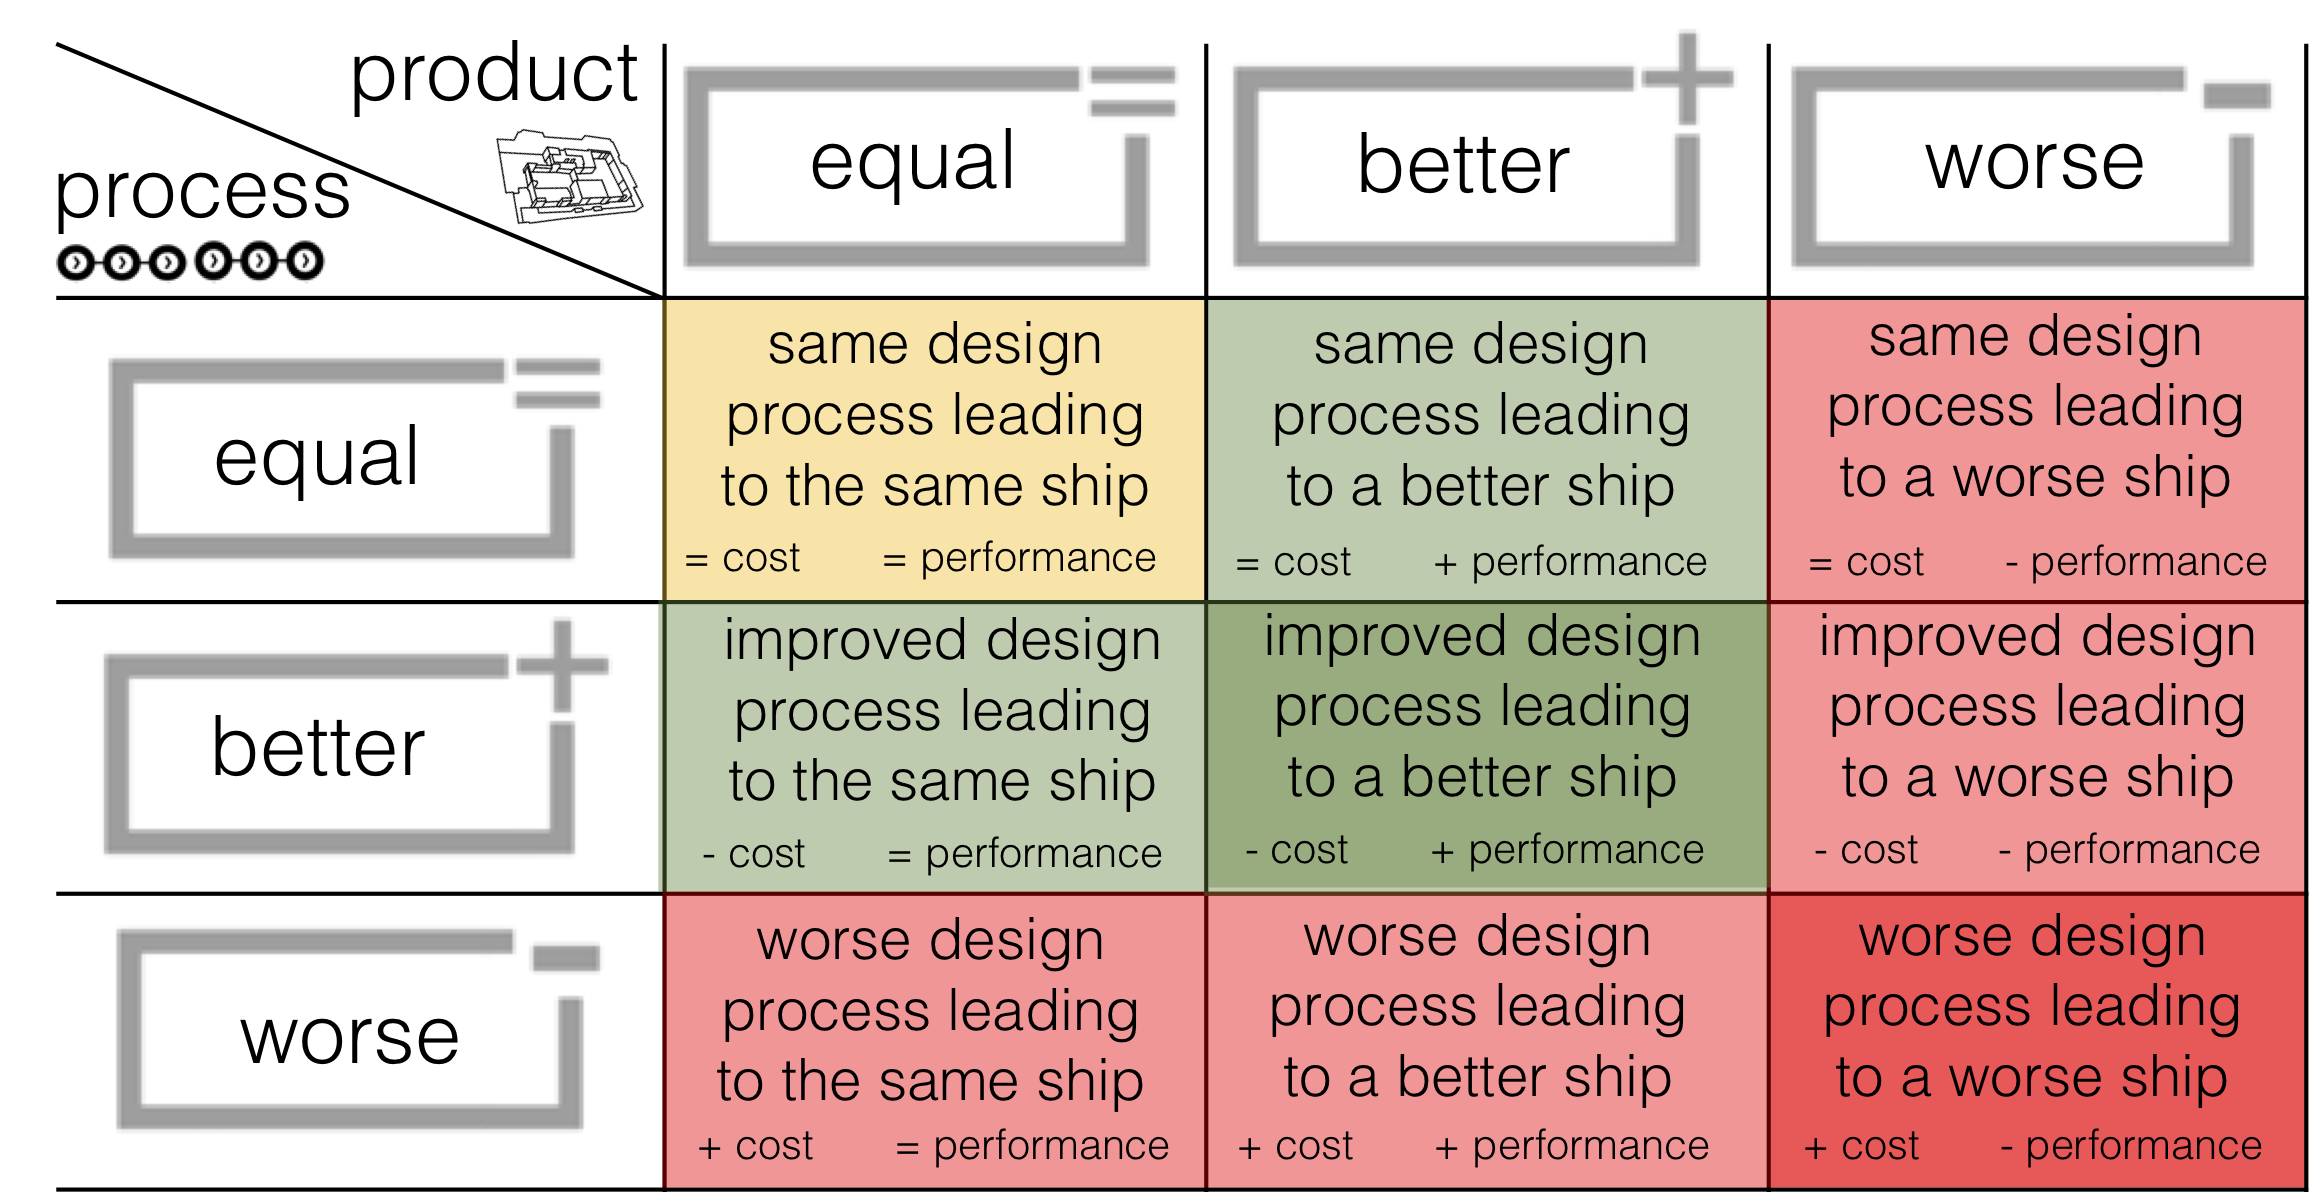 product
process
equal
better
worse
equal
same design
process leading
to the same ship
= cost = performance
same design
process leading
to a better ship
= cost + performance
same design
process leading
to a worse ship
= cost - performance
better
improved design
process leading
to the same ship
- cost = performance
improved design
process leading
to a better ship
- cost + performance
improved design
process leading
to a worse ship
- cost - performance
worse
worse design
process leading
to the same ship
+ cost = performance
worse design
process leading
to a better ship
+ cost + performance
worse design
process leading
to a worse ship
+ cost - performance